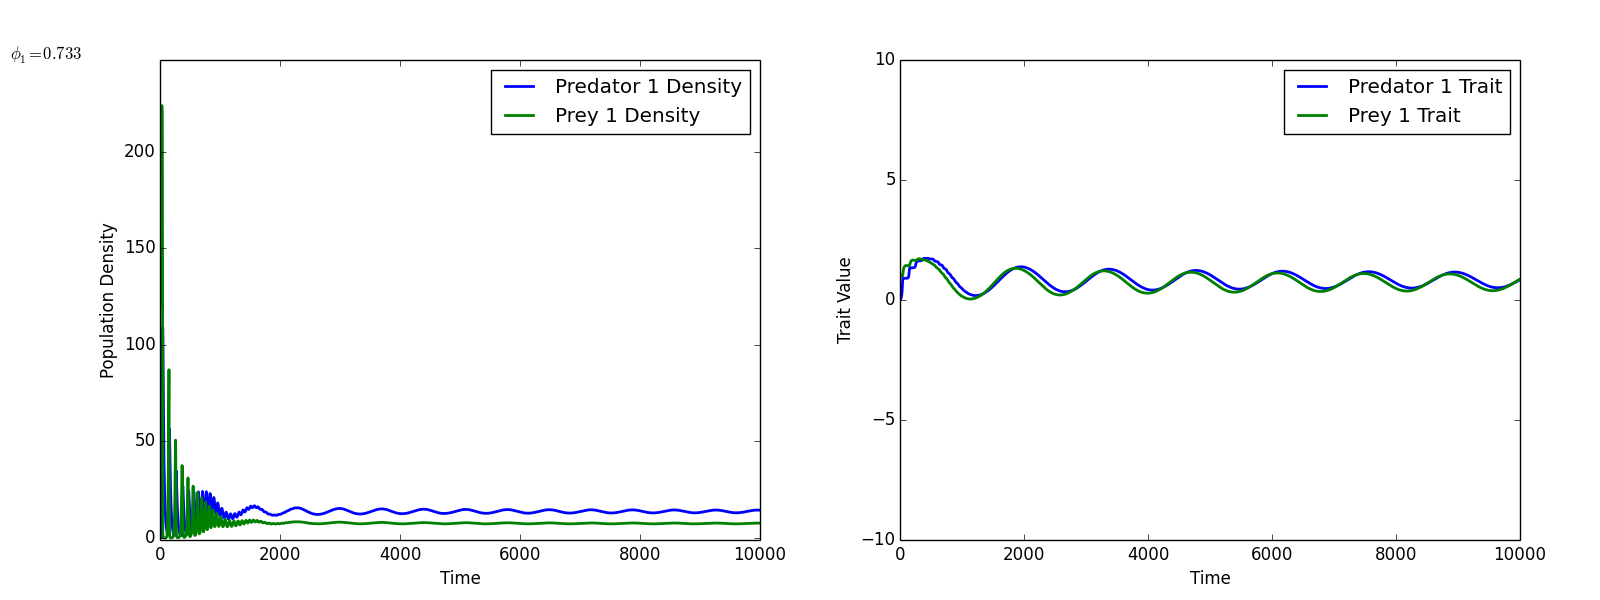 ϕ₁=0.733
Predator 1 Density
Prey 1 Density
Population Density
200
150
100
50
0
0 2000 4000 6000 8000 10000
Time
Predator 1 Trait
Prey 1 Trait
Trait Value
10
5
0
−5
−10
0 2000 4000 6000 8000 10000
Time